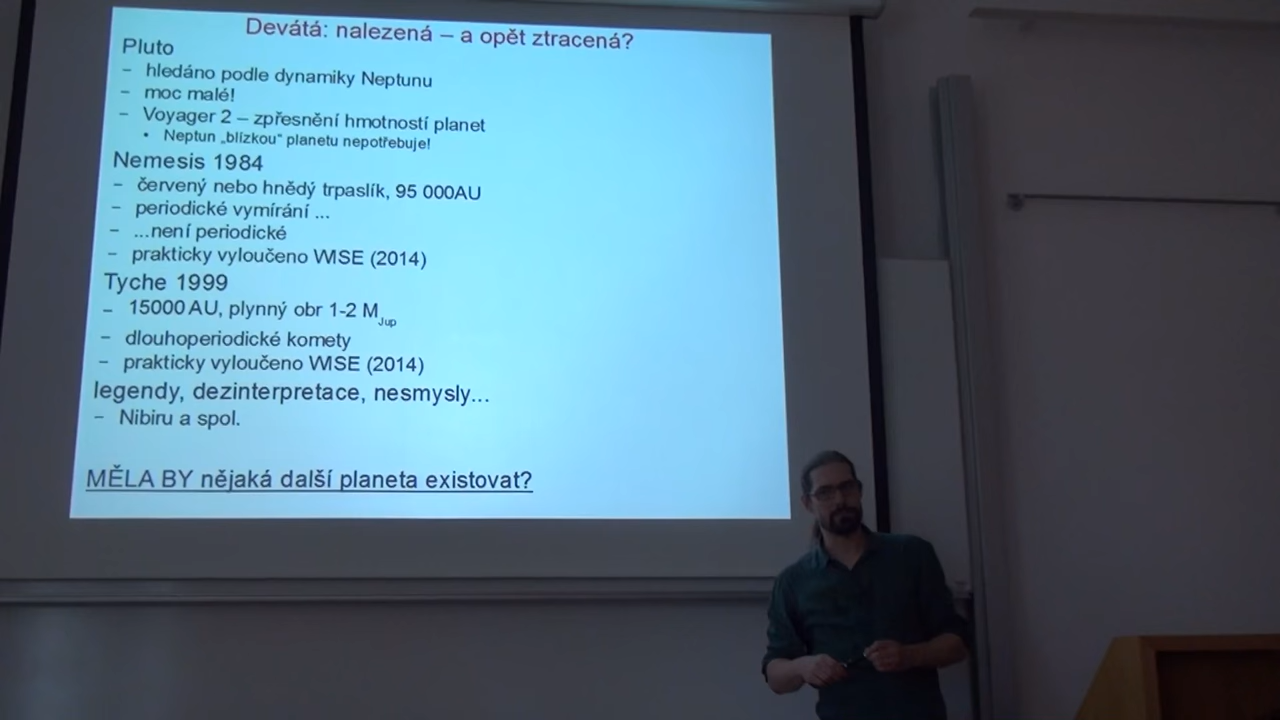 Devátá: nalezená – a opět ztracená?
Pluto
– hledáno podle dynamiky Neptunu
– moc malé!
– Voyager 2 – zpřesnění hmotností planet
• Neptun „blízkou“ planetu nepotřebuje!
Nemesis 1984
– červený nebo hnědý trpaslík, 95 000AU
– periodické vymírání ...
– ...není periodické
– prakticky vyloučeno WISE (2014)
Tyche 1999
– 15000 AU, plynný obr 1-2 MJup
– dlouhoperiodické komety
– prakticky vyloučeno WISE (2014)
legendy, dezinterpretace, nesmysly...
– Nibiru a spol.
MĚLA BY nějaká další planeta existovat?